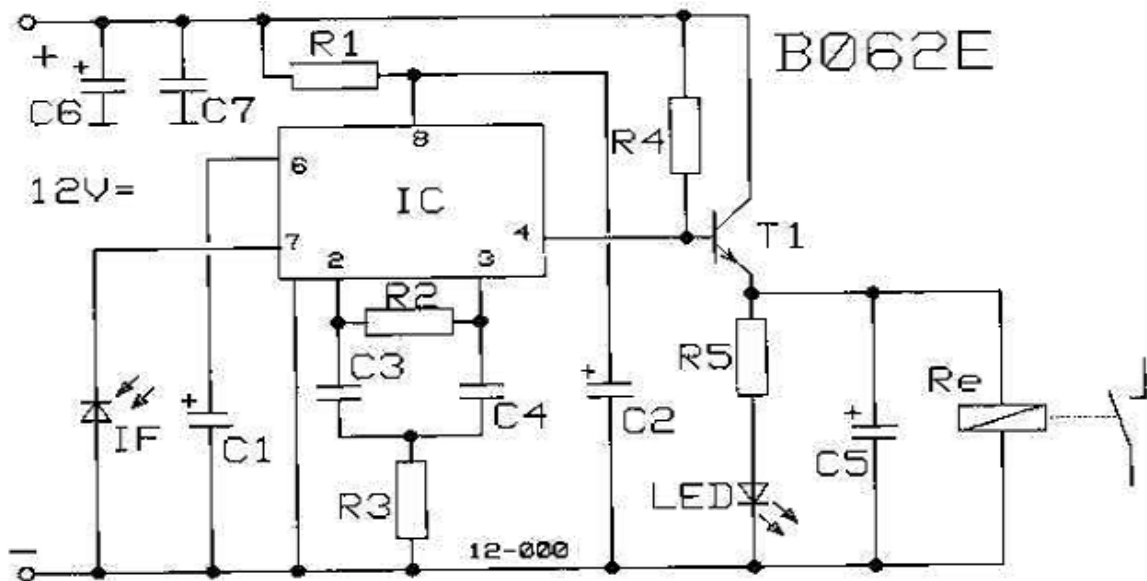 B062E
R1
+
+
C6
C7
8
R4
12V=
6
IC
4
T1
7
2
3
R2
R5
Re
C3
C4
+
C2
IF
+
C1
+
C5
R3
LED
12-000
-